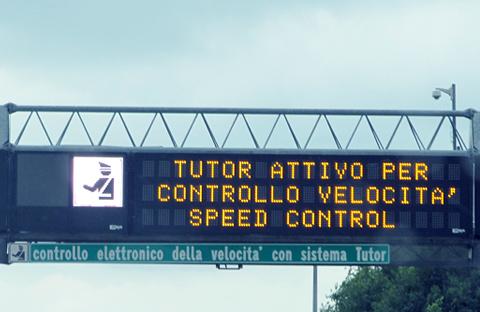 TUTOR ATTIVO PER
CONTROLLO VELOCITA'
SPEED CONTROL
controllo elettronico della velocita' con sistema Tutor